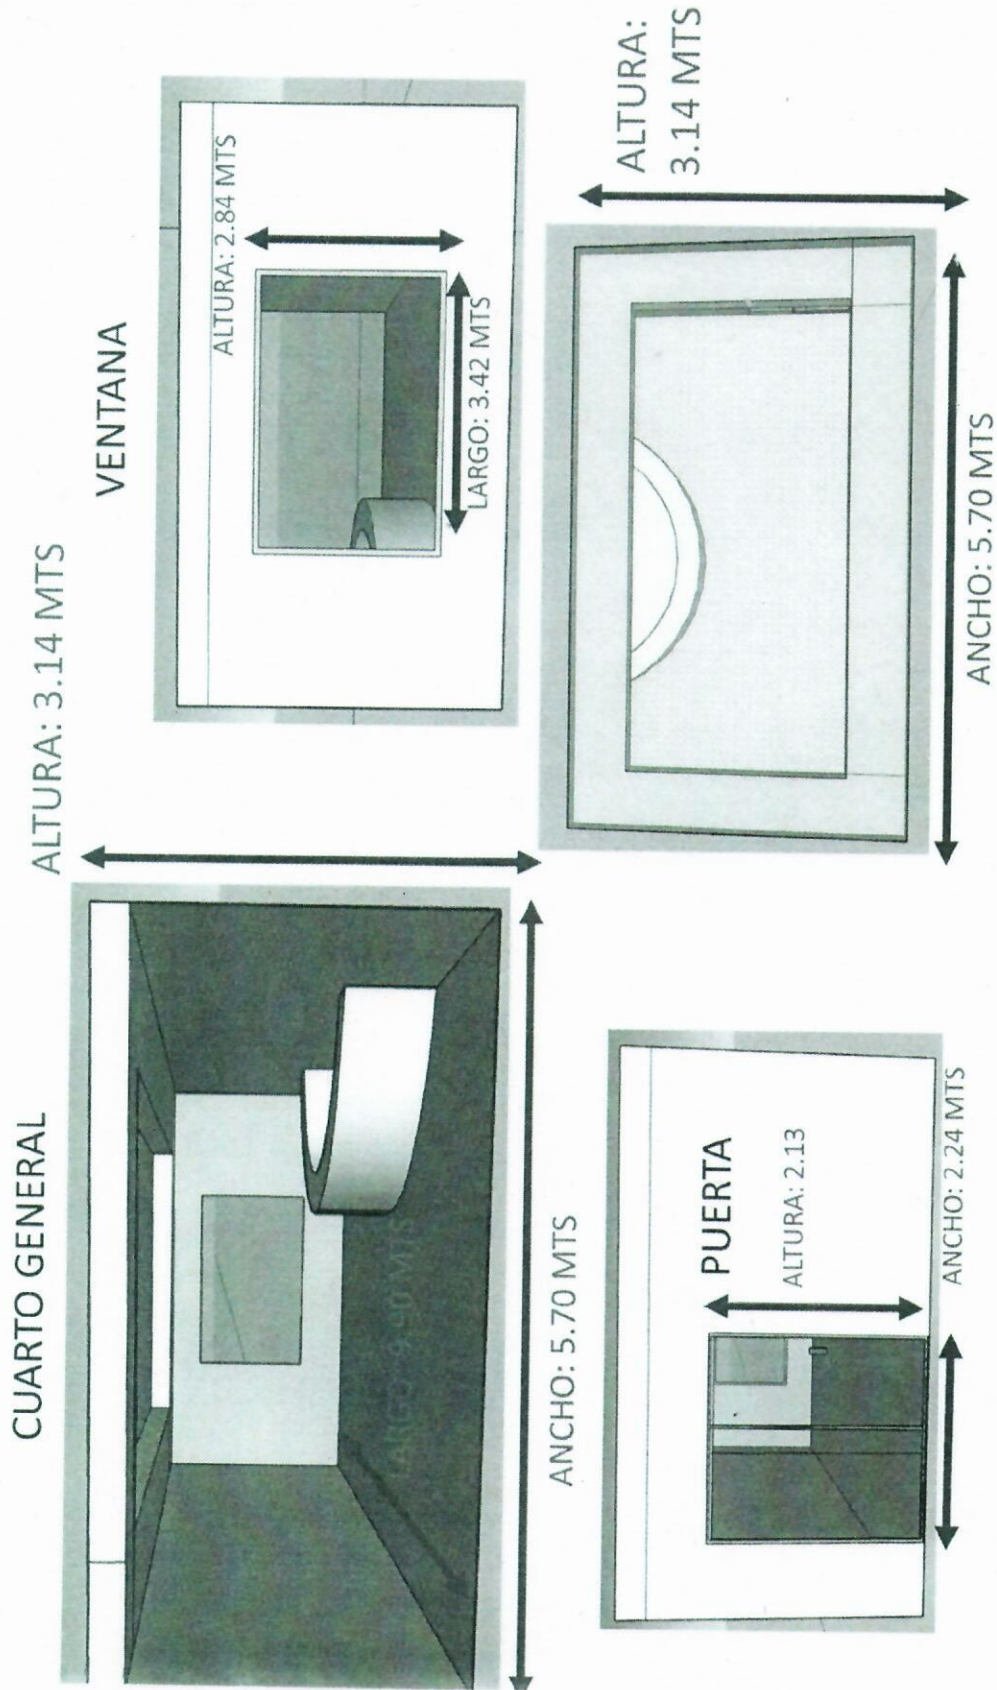 CUARTO GENERAL
ALTURA: 3.14 MTS
LARGO: 9.90 MTS
ANCHO: 5.70 MTS
VENTANA
ALTURA: 2.84 MTS
LARGO: 3.42 MTS
PUERTA
ALTURA: 2.13
ANCHO: 2.24 MTS
ALTURA:
3.14 MTS
ANCHO: 5.70 MTS